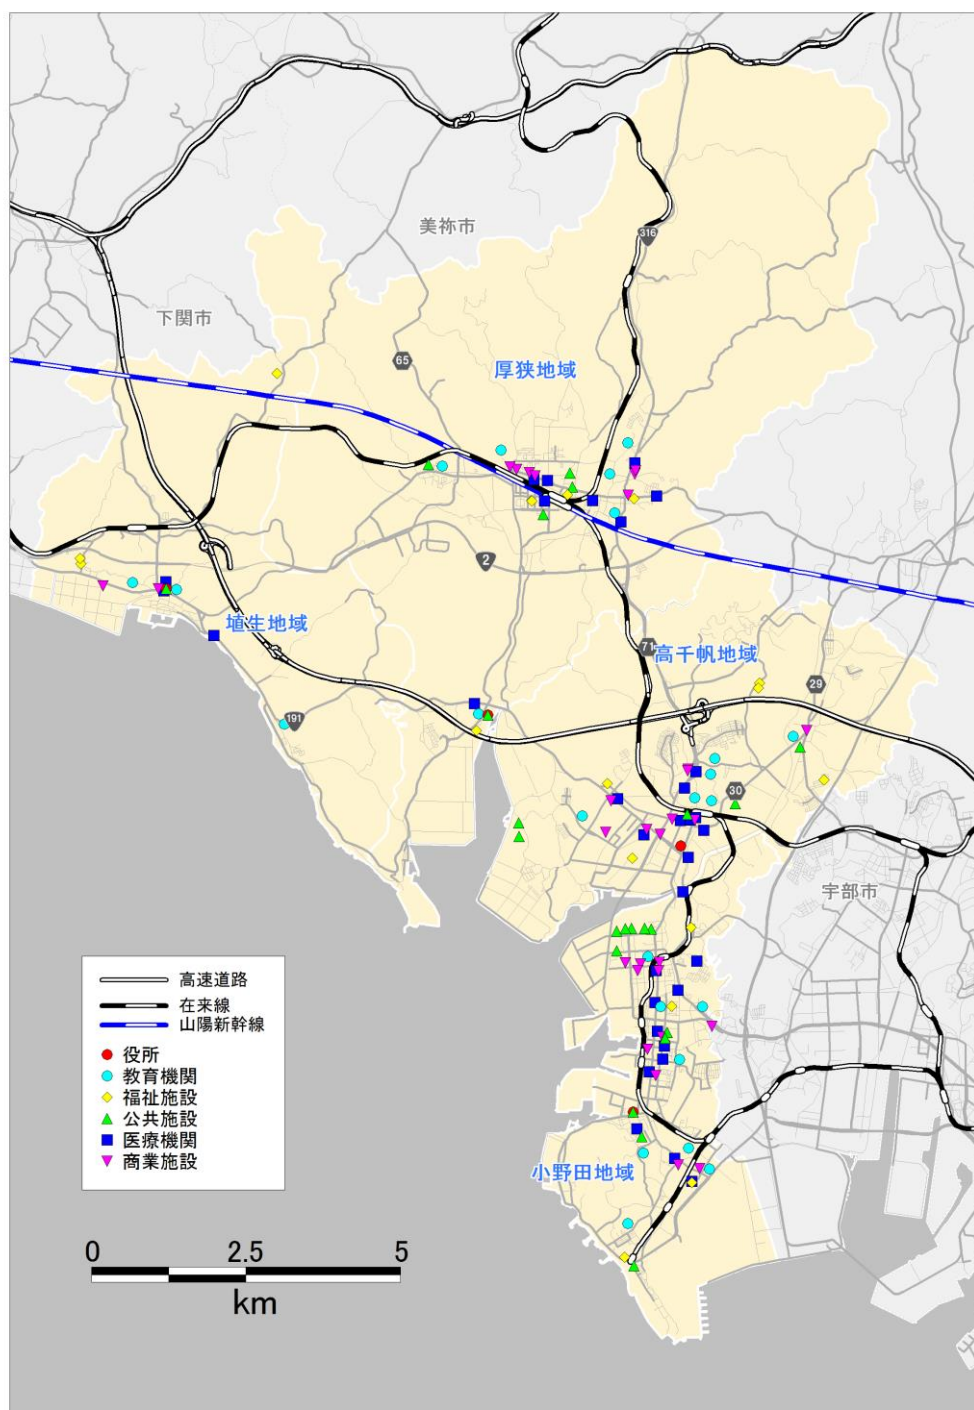 美祢市
316
下関市
65
厚狭地域
2
埴生地域
71
高千帆地域
29
191
30
宇部市
高速道路
在来線
山陽新幹線
役所
教育機関
福祉施設
公共施設
医療機関
商業施設
小野田地域
0 2.5 5
km